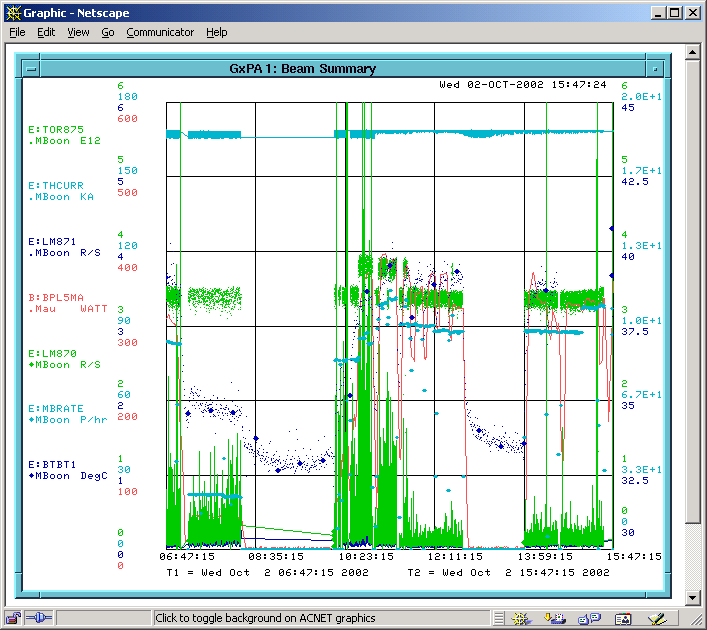 Graphic - Netscape
File Edit View Go Communicator Help
GxPA 1: Beam Summary
Wed 02-OCT-2002 15:47:24
6 6
180 2.0E+1
6 45
600
E:TOR875
.MBoon E12
5 5
150 1.7E+1
5 42.5
500
E:THCURR
.MBoon KA
4 4
120 1.3E+1
4 40
400
E:LM871
.MBoon R/S
B:BPL5MA
.Mau WATT
3 3
90 1.0E+1
3 37.5
300
E:LM870
◆MBoon R/S
2 2
60 6.7E+1
2 35
200
E:MBRATE
◆MBoon P/hr
1 1
30 3.3E+1
1 32.5
100
E:BTBT1
◆MBoon DegC
0 0
0 0
0 30
0
06:47:15 08:35:15 10:23:15 12:11:15 13:59:15 15:47:15
T1 = Wed Oct 2 06:47:15 2002 T2 = Wed Oct 2 15:47:15 2002
Click to toggle background on ACNET graphics